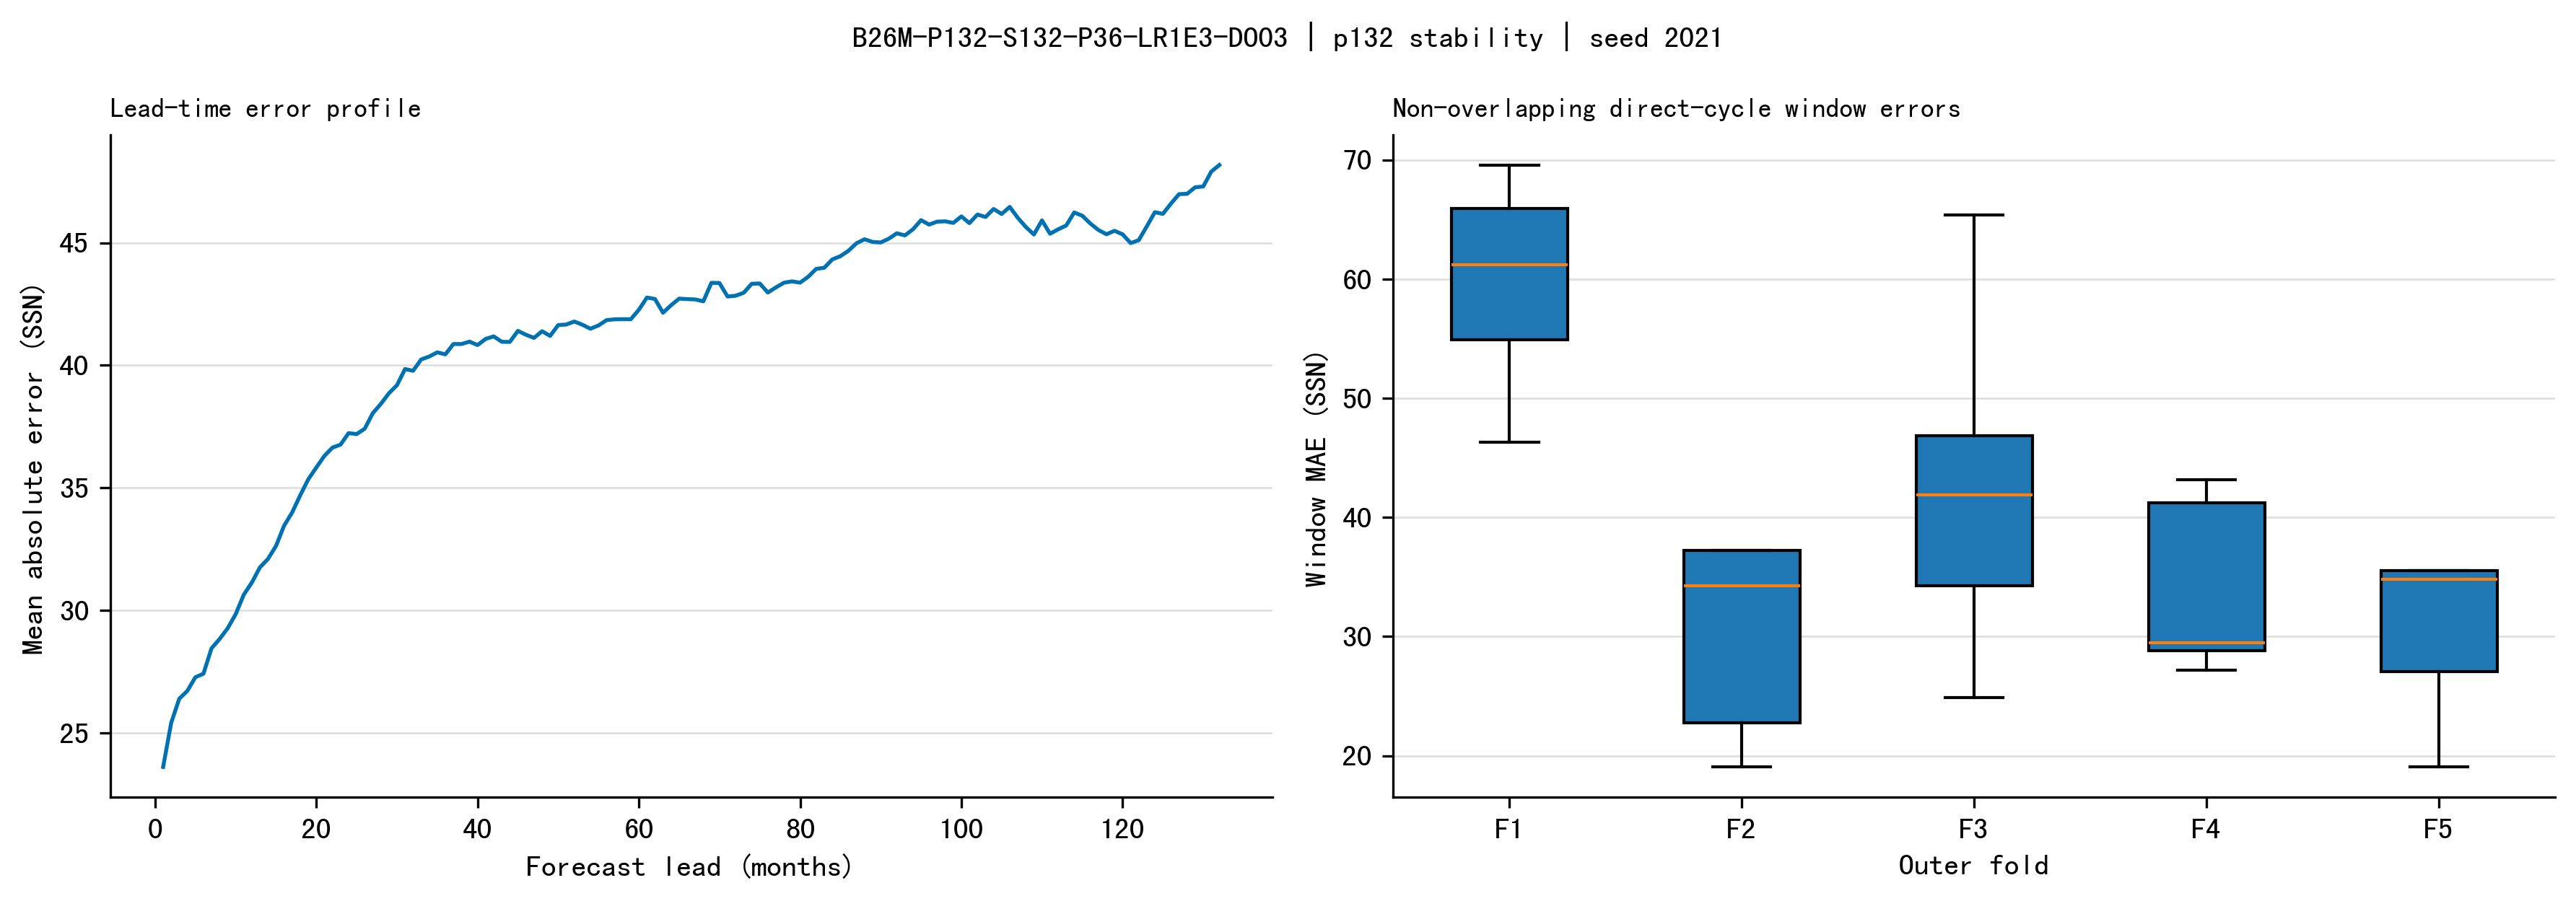 B26M-P132-S132-P36-LR1E3-D003 | p132 stability | seed 2021
Lead-time error profile
Mean absolute error (SSN)
45
40
35
30
25
0 20 40 60 80 100 120
Forecast lead (months)
Non-overlapping direct-cycle window errors
Window MAE (SSN)
70
60
50
40
30
20
F1 F2 F3 F4 F5
Outer fold